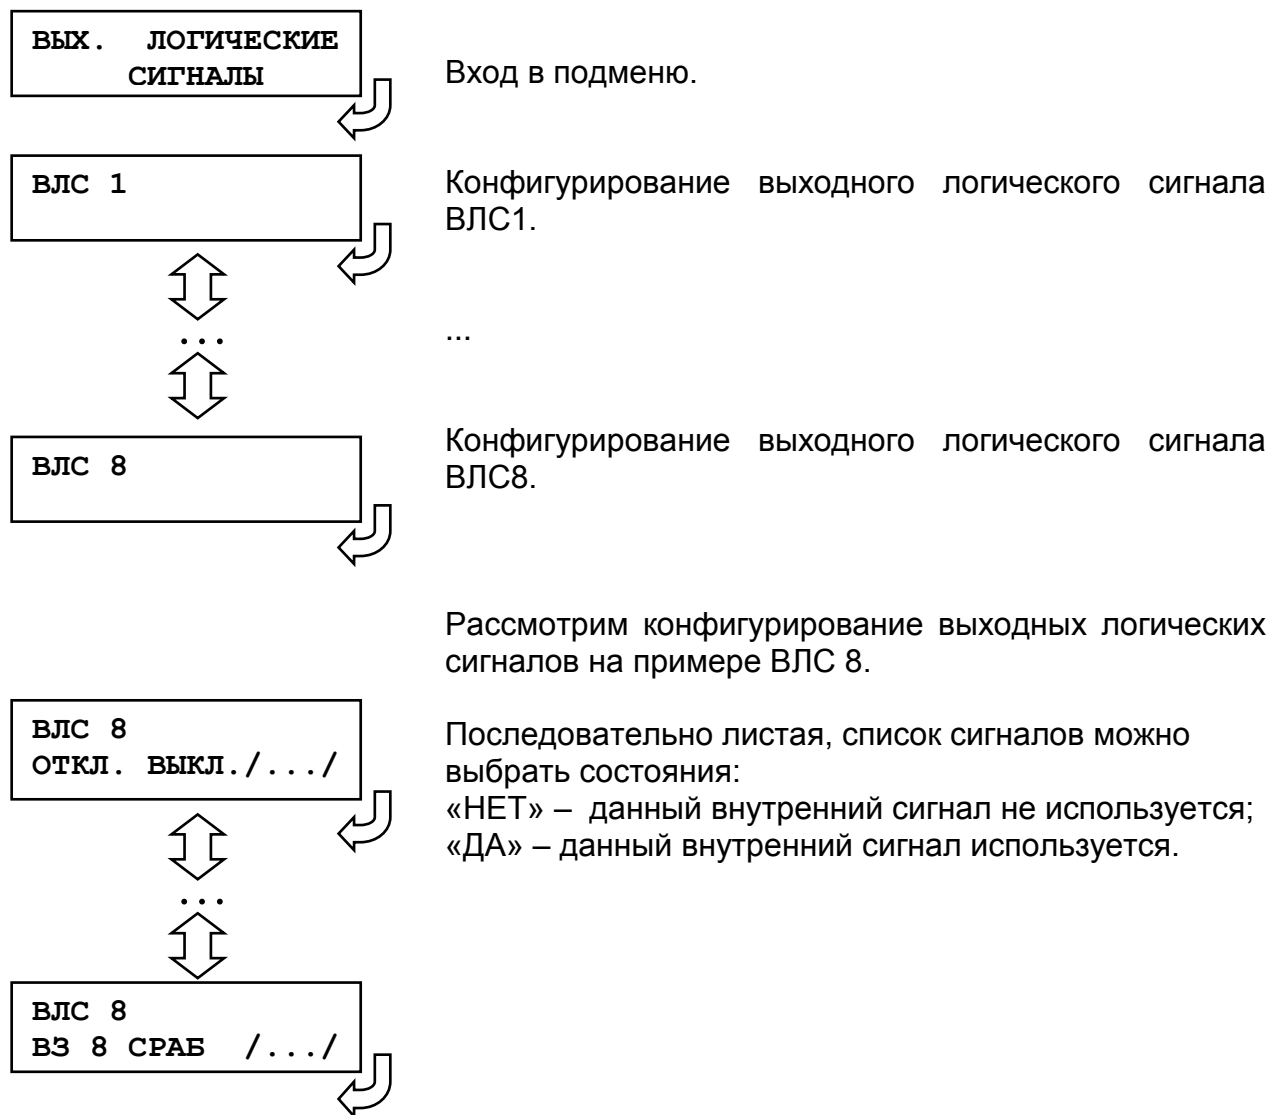 ВЫХ. ЛОГИЧЕСКИЕ
СИГНАЛЫ
Вход в подменю.
ВЛС 1
Конфигурирование выходного логического сигнала
ВЛС1.
...
...
Конфигурирование выходного логического сигнала
ВЛС8.
ВЛС 8
Рассмотрим конфигурирование выходных логических
сигналов на примере ВЛС 8.
ВЛС 8
ОТКЛ. ВЫКЛ./.../
Последовательно листая, список сигналов можно
выбрать состояния:
«НЕТ» – данный внутренний сигнал не используется;
«ДА» – данный внутренний сигнал используется.
...
ВЛС 8
ВЗ 8 СРАБ /.../